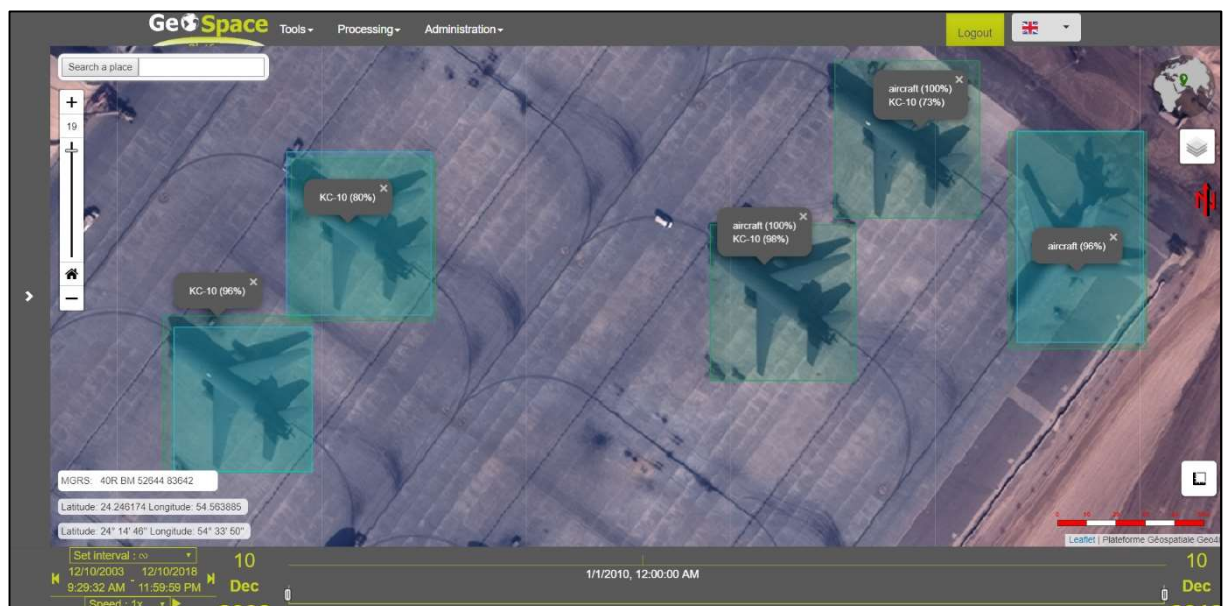 GeoSpace
Tools
Processing
Administration
Logout
Search a place
+
19
−
aircraft (100%)
KC-10 (73%)
KC-10 (80%)
aircraft (100%)
KC-10 (98%)
aircraft (96%)
KC-10 (96%)
MGRS: 40R BM 52644 83642
Latitude: 24.246174 Longitude: 54.563885
Latitude: 24° 14' 46" Longitude: 54° 33' 50"
Leaflet | Plateforme Géospatiale Geo4I
Set interval : ∞
12/10/2003 - 12/10/2018
9:29:32 AM 11:59:59 PM
Speed : 1x
10
Dec
1/1/2010, 12:00:00 AM
10
Dec